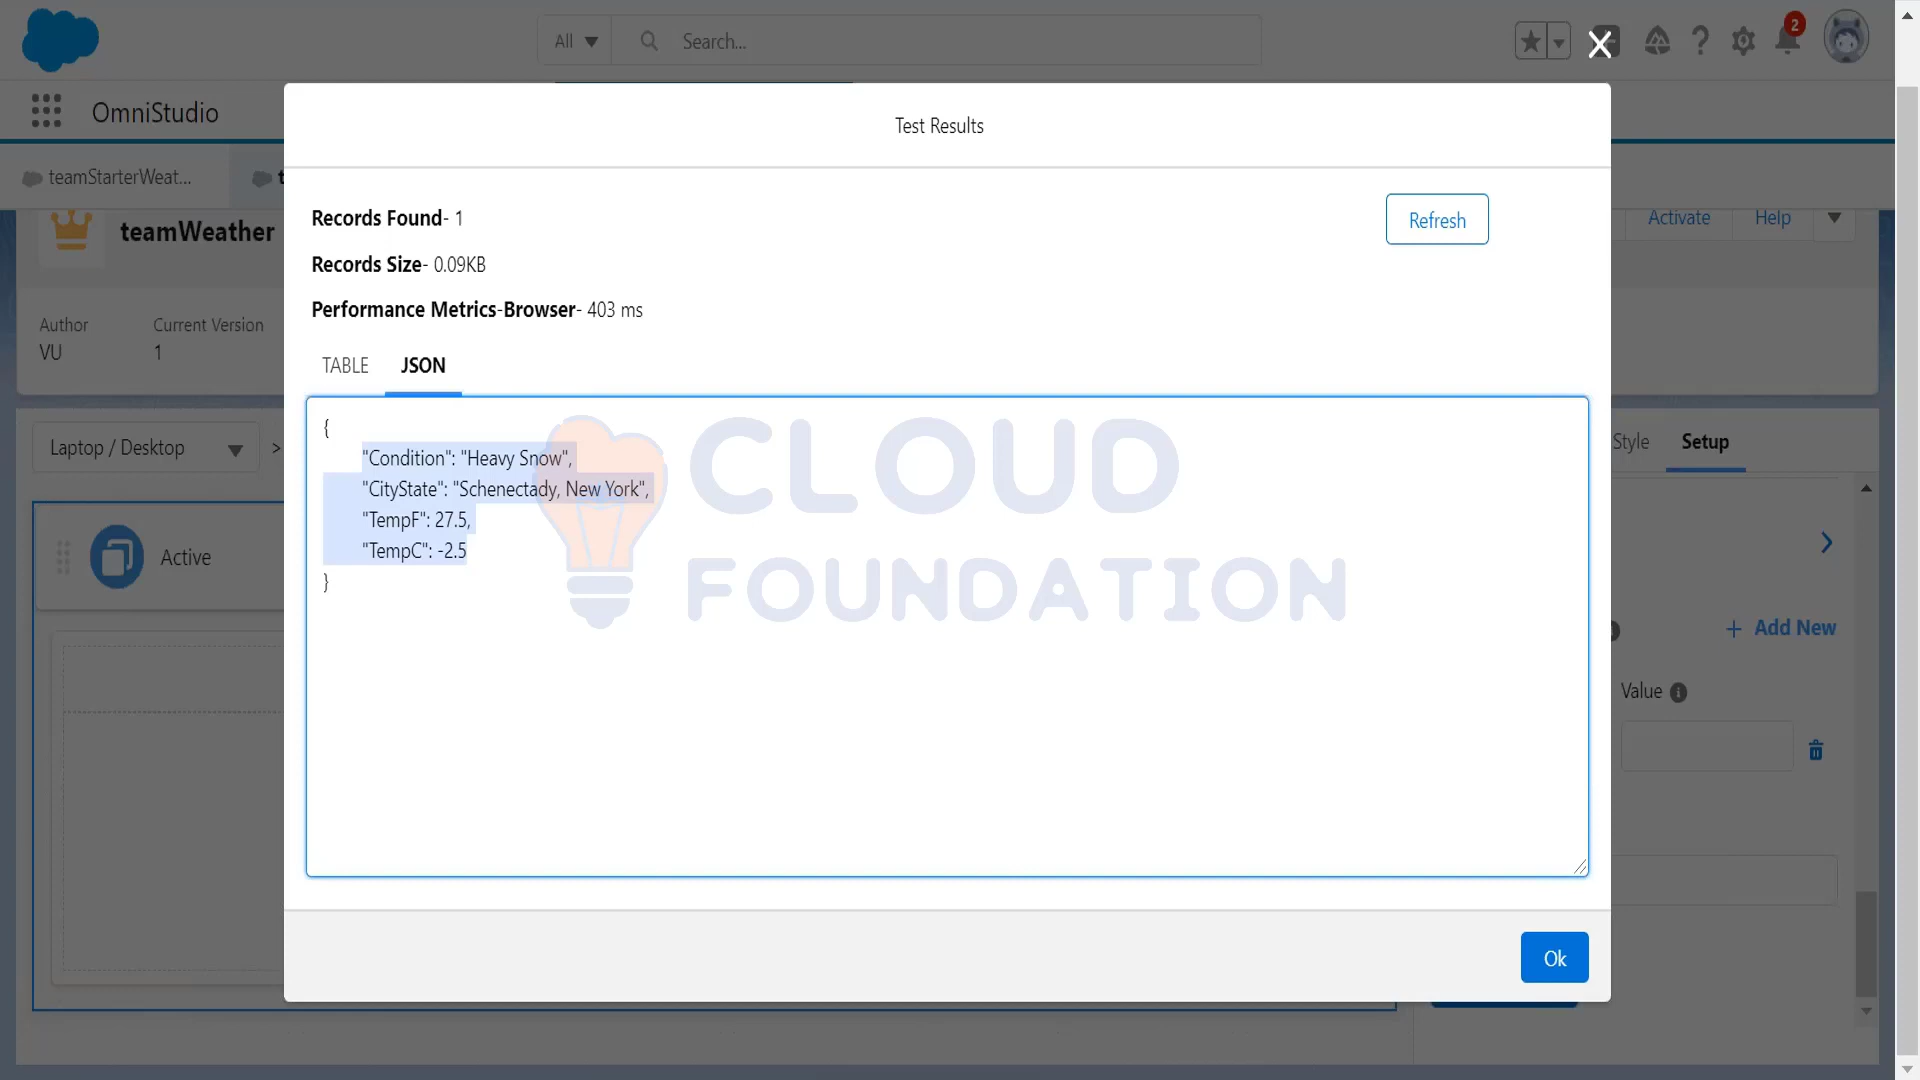 All
Search...
2
OmniStudio
Test Results
teamStarterWeat...
t
Records Found- 1
Refresh
teamWeather
Activate
Help
Records Size- 0.09KB
Performance Metrics-Browser- 403 ms
Author
Current Version
VU
1
TABLE
JSON
Laptop / Desktop
>
Style
Setup
{
"Condition": "Heavy Snow",
"CityState": "Schenectady, New York",
"TempF": 27.5,
"TempC": -2.5
}
CLOUD
FOUNDATION
Active
+ Add New
Value
Ok